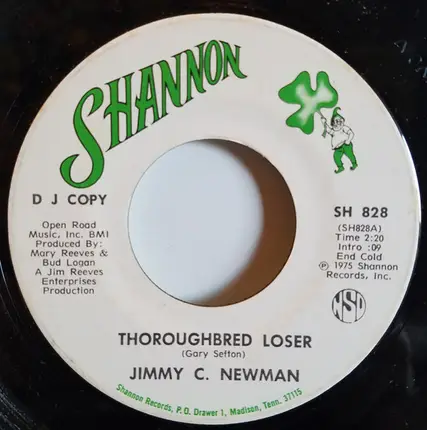 SHANNON
D J COPY
Open Road
Music, Inc. BMI
Produced By:
Mary Reeves &
Bud Logan
A Jim Reeves
Enterprises
Production
SH 828
(SH828A)
Time 2:20
Intro :09
End Cold
Ⓟ 1975 Shannon
Records, Inc.
NSD
THOROUGHBRED LOSER
(Gary Sefton)
JIMMY C. NEWMAN
Shannon Records, P.O. Drawer 1, Madison, Tenn. 37115